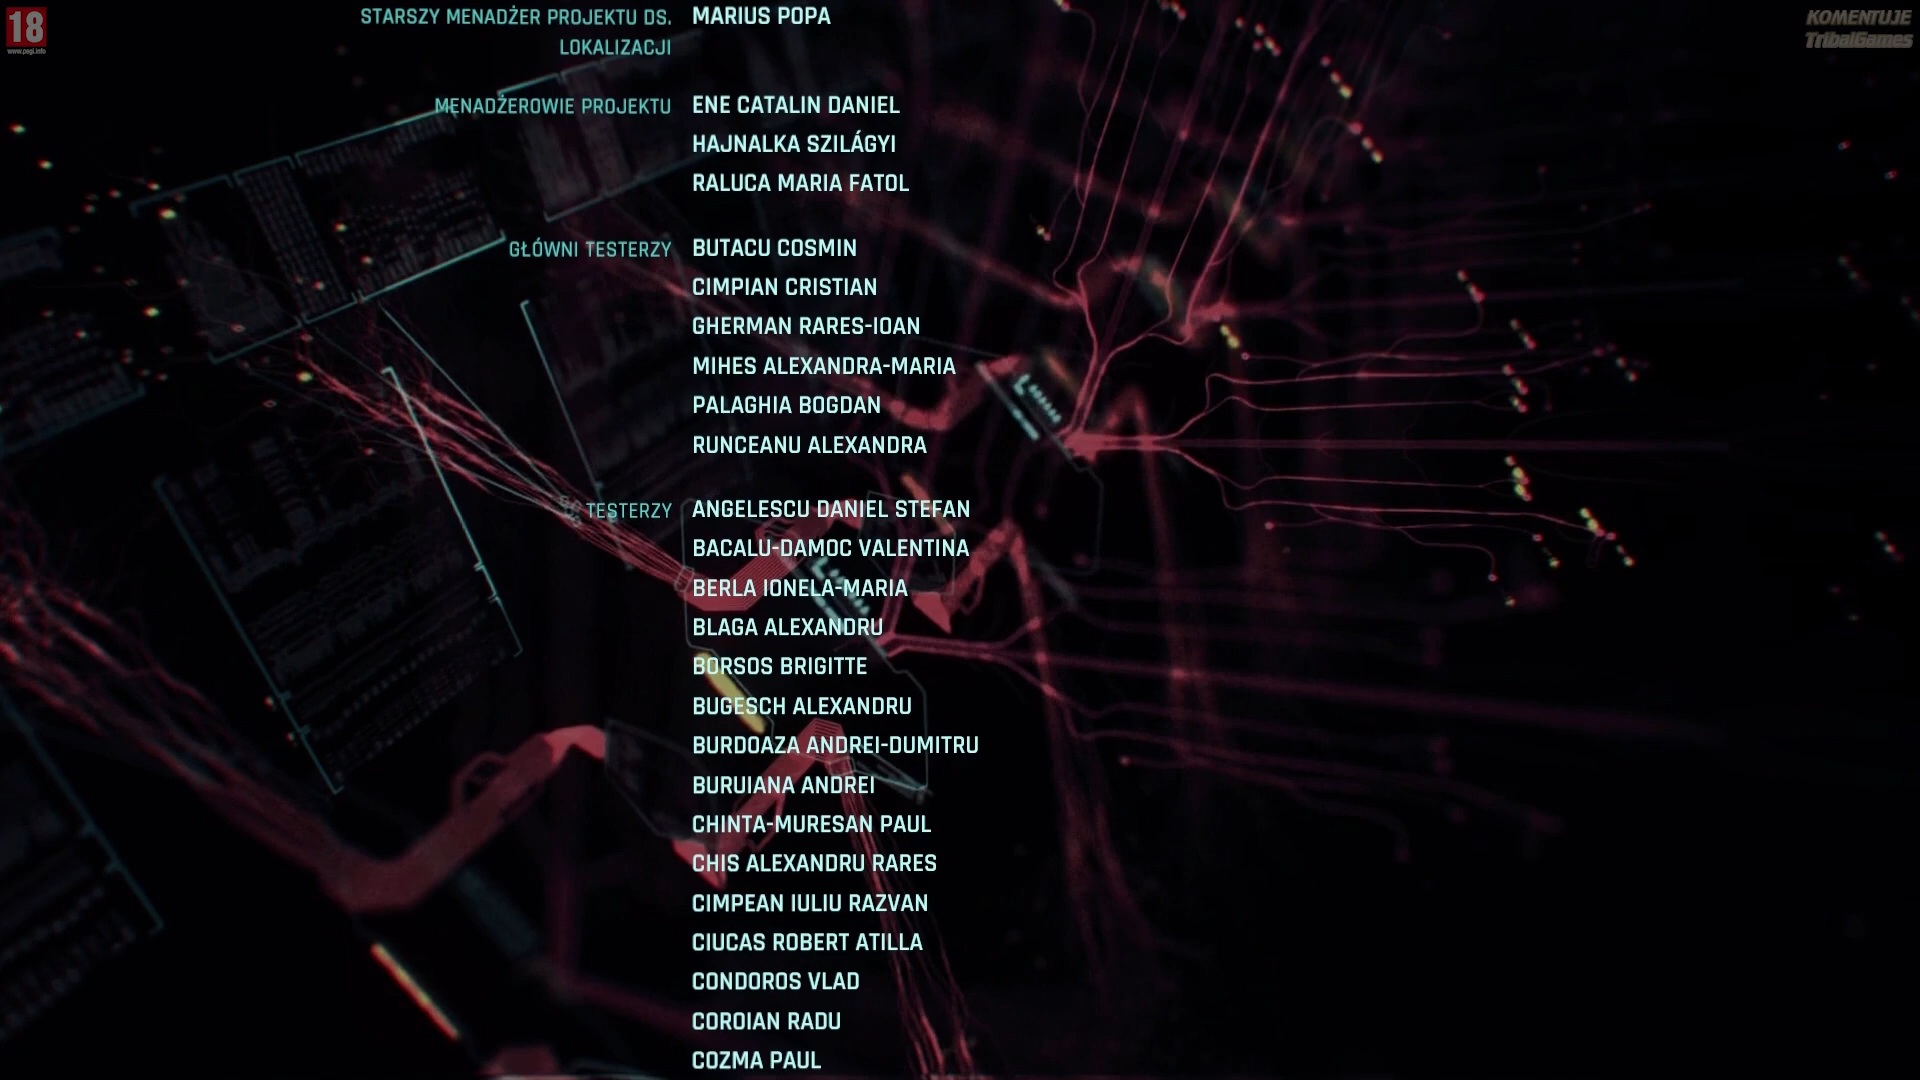 18
www.pegi.info
KOMENTUJE
TribalGames
STARSZY MENADŻER PROJEKTU DS. MARIUS POPA
LOKALIZACJI
MENADŻEROWIE PROJEKTU ENE CATALIN DANIEL
HAJNALKA SZILÁGYI
RALUCA MARIA FATOL
GŁÓWNI TESTERZY BUTACU COSMIN
CIMPIAN CRISTIAN
GHERMAN RARES-IOAN
MIHES ALEXANDRA-MARIA
PALAGHIA BOGDAN
RUNCEANU ALEXANDRA
TESTERZY ANGELESCU DANIEL STEFAN
BACALU-DAMOC VALENTINA
BERLA IONELA-MARIA
BLAGA ALEXANDRU
BORSOS BRIGITTE
BUGESCH ALEXANDRU
BURDOAZA ANDREI-DUMITRU
BURUIANA ANDREI
CHINTA-MURESAN PAUL
CHIS ALEXANDRU RARES
CIMPEAN IULIU RAZVAN
CIUCAS ROBERT ATILLA
CONDOROS VLAD
COROIAN RADU
COZMA PAUL